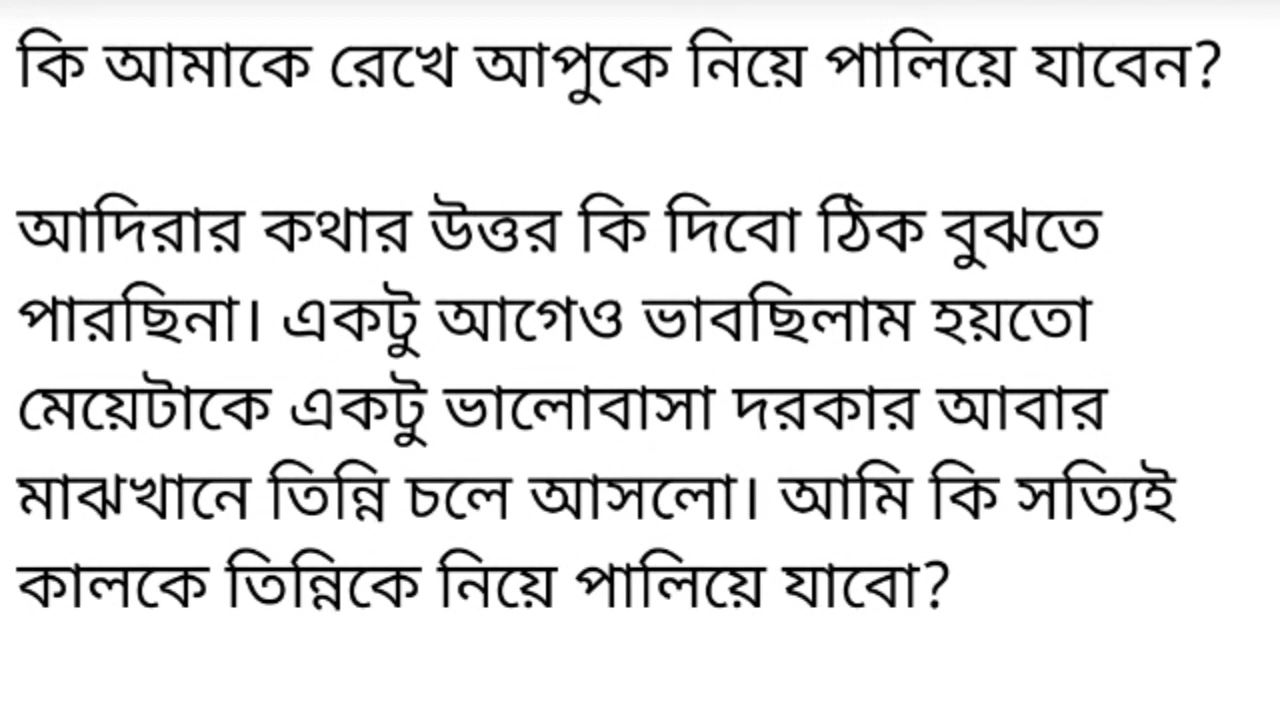 কি আমাকে রেখে আপুকে নিয়ে পালিয়ে যাবেন?
আদিরার কথার উত্তর কি দিবো ঠিক বুঝতে
পারছিনা। একটু আগেও ভাবছিলাম হয়তো
মেয়েটাকে একটু ভালোবাসা দরকার আবার
মাঝখানে তিন্নি চলে আসলো। আমি কি সত্যিই
কালকে তিন্নিকে নিয়ে পালিয়ে যাবো?